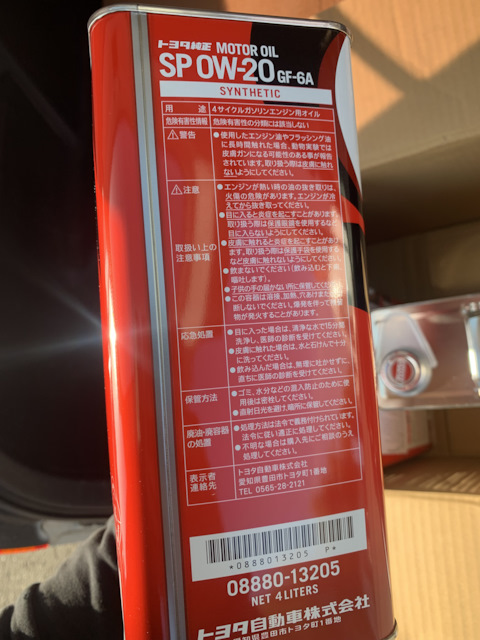 トヨタ純正 MOTOR OIL
SP 0W-20 GF-6A
SYNTHETIC
用途 4サイクルガソリンエンジン用オイル
危険有害性情報 危険有害性の分類には該当しない
⚠警告
●使用したエンジン油やフラッシング油
に長時間触れた場合、動物実験では
皮膚ガンになる可能性のある事が報告
されています。取り扱う際は皮膚に触れ
ないようにしてください。
⚠注意
取扱い上の
注意事項
●エンジンが熱い時の油の抜き取りは、
火傷の危険があります。エンジンが冷
えてから抜き取ってください。
●目に入ると炎症を起こすことがあります。
取り扱う際は保護眼鏡を使用するなど
目に入らないようにしてください。
●皮膚に触れると炎症を起こすことがあり
ます。取り扱う際は保護手袋を使用する
など皮膚に触れないようにしてください。
●飲まないでください(飲み込むと下痢、
嘔吐します)。
●子供の手の届かない所に保管してください
●この容器は溶接、加熱、穴あけまた
断しないでください。爆発を伴って残留
物が発火することがあります。
応急処置
●目に入った場合は、清浄な水で15分間
洗浄し、医師の診断を受けてください。
●皮膚に触れた場合は、水と石けんで十分
に洗ってください。
●飲み込んだ場合は、無理に吐かせずに、
直ちに医師の診断を受けてください。
保管方法
●ゴミ、水分などの混入防止のために使
用後は密栓してください。
●直射日光を避け、暗所に保管してください。
廃油・廃容器
の処置
●処理方法は法令で義務付けられています。
法令に従い適正に処理してください。
●不明な場合は購入先にご相談のうえ
処理してください。
表示者
連絡先
トヨタ自動車株式会社
愛知県豊田市トヨタ町1番地
TEL 0565-28-2121
*0888013205 P*
08880-13205
NET 4 LITERS
トヨタ自動車株式会社
愛知県豊田市トヨタ町1番地